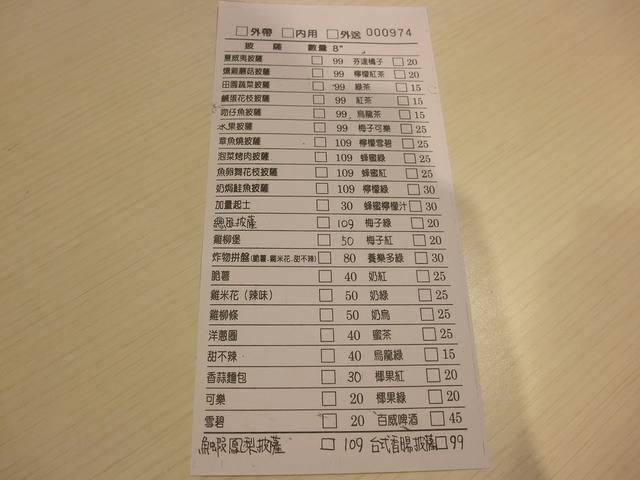 □外帶 □內用 □外送 000974
披薩 數量 8"
夏威夷披薩 □ 99 芬達橘子 □ 20
燻雞蘑菇披薩 □ 99 檸檬紅茶 □ 20
田園蔬菜披薩 □ 99 綠茶 □ 15
鹹蛋花枝披薩 □ 99 紅茶 □ 15
吻仔魚披薩 □ 99 烏龍茶 □ 15
水果披薩 □ 99 梅子可樂 □ 25
章魚燒披薩 □ 109 檸檬雪碧 □ 25
泡菜烤肉披薩 □ 109 蜂蜜綠 □ 25
魚卵舞花枝披薩 □ 109 蜂蜜紅 □ 25
奶焗鮭魚披薩 □ 109 檸檬綠 □ 30
加量起士 □ 30 蜂蜜檸檬汁 □ 30
披薩 □ 109 梅子綠 □ 20
雞柳堡 □ 50 梅子紅 □ 20
炸物拼盤(脆薯.雞米花.甜不辣) □ 80 養樂多綠 □ 30
脆薯 □ 40 奶紅 □ 25
雞米花(辣味) □ 50 奶綠 □ 25
雞柳條 □ 50 奶烏 □ 25
洋蔥圈 □ 40 蜜茶 □ 25
甜不辣 □ 40 烏龍綠 □ 15
香蒜麵包 □ 30 椰果紅 □ 20
可樂 □ 20 椰果綠 □ 20
雪碧 □ 20 百威啤酒 □ 45
鮮蝦鳳梨披薩 □ 109 台式香腸披薩 □ 99